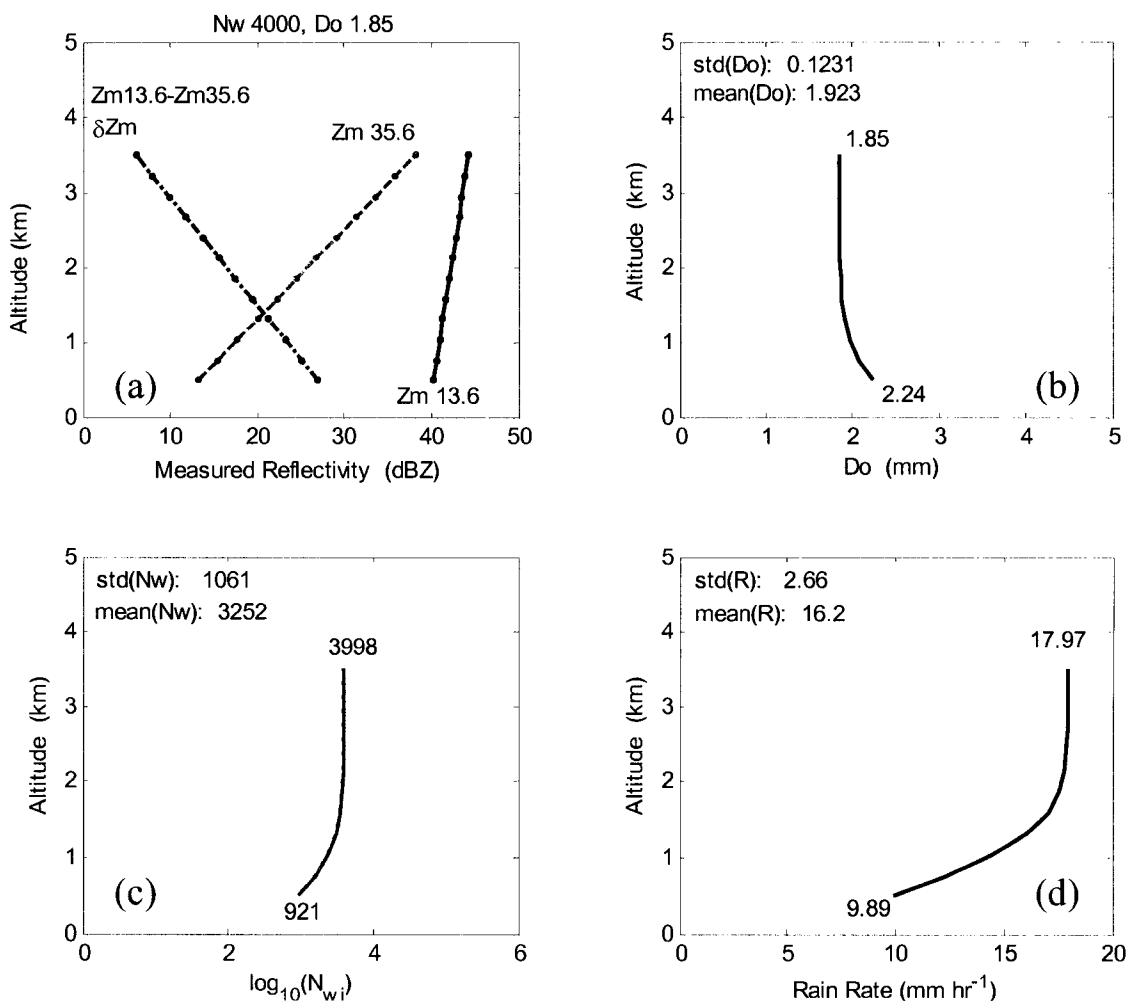 Nw 4000, Do 1.85
5
4
3
2
1
0
Altitude (km)
Zm13.6-Zm35.6
δZm
Zm 35.6
Zm 13.6
(a)
0 10 20 30 40 50
Measured Reflectivity (dBZ)
5
4
3
2
1
0
Altitude (km)
std(Do): 0.1231
mean(Do): 1.923
1.85
2.24
(b)
0 1 2 3 4 5
Do (mm)
5
4
3
2
1
0
Altitude (km)
std(Nw): 1061
mean(Nw): 3252
3998
921
(c)
0 2 4 6
log₁₀(N_w i)
5
4
3
2
1
0
Altitude (km)
std(R): 2.66
mean(R): 16.2
17.97
9.89
(d)
0 5 10 15 20
Rain Rate (mm hr⁻¹)